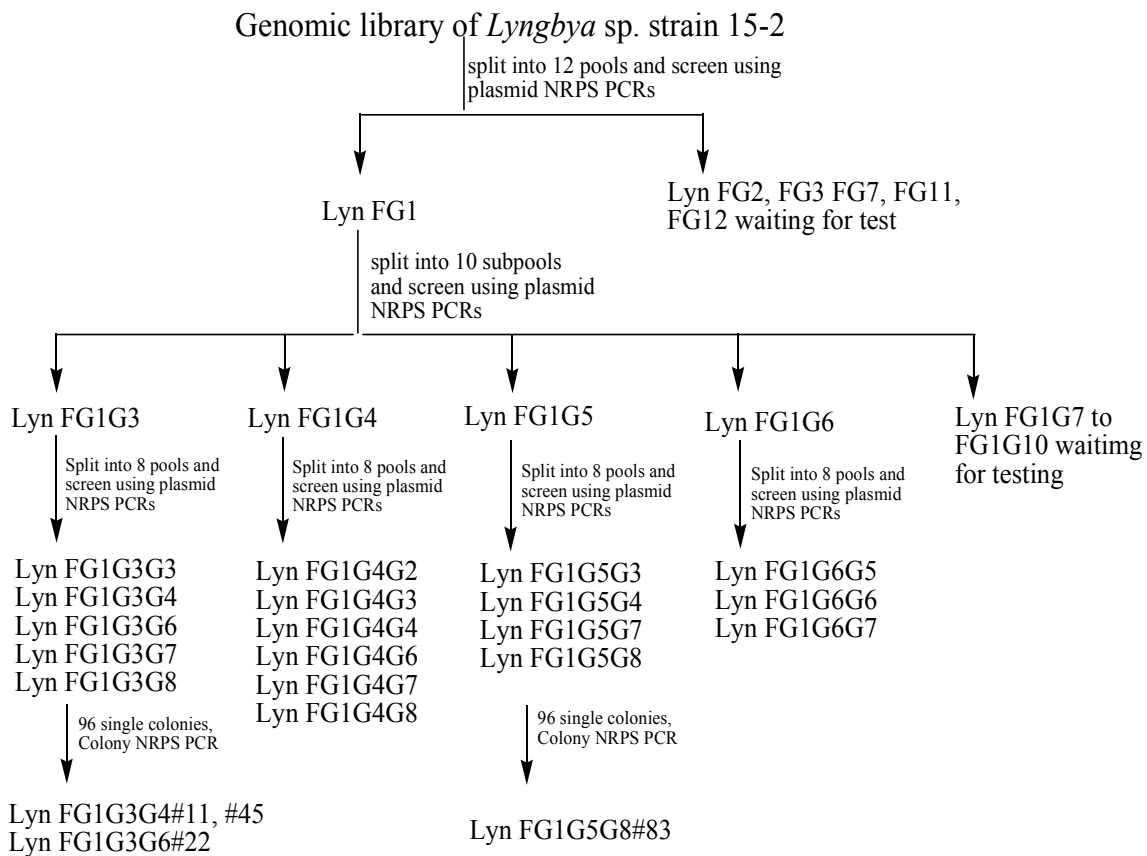 Genomic library of Lyngbya sp. strain 15-2
split into 12 pools and screen using
plasmid NRPS PCRs
Lyn FG1
Lyn FG2, FG3 FG7, FG11,
FG12 waiting for test
split into 10 subpools
and screen using plasmid
NRPS PCRs
Lyn FG1G3
Lyn FG1G4
Lyn FG1G5
Lyn FG1G6
Lyn FG1G7 to
FG1G10 waitimg
for testing
Split into 8 pools and
screen using plasmid
NRPS PCRs
Split into 8 pools and
screen using plasmid
NRPS PCRs
Split into 8 pools and
screen using plasmid
NRPS PCRs
Split into 8 pools and
screen using plasmid
NRPS PCRs
Lyn FG1G3G3
Lyn FG1G3G4
Lyn FG1G3G6
Lyn FG1G3G7
Lyn FG1G3G8
Lyn FG1G4G2
Lyn FG1G4G3
Lyn FG1G4G4
Lyn FG1G4G6
Lyn FG1G4G7
Lyn FG1G4G8
Lyn FG1G5G3
Lyn FG1G5G4
Lyn FG1G5G7
Lyn FG1G5G8
Lyn FG1G6G5
Lyn FG1G6G6
Lyn FG1G6G7
96 single colonies,
Colony NRPS PCR
96 single colonies,
Colony NRPS PCR
Lyn FG1G3G4#11, #45
Lyn FG1G3G6#22
Lyn FG1G5G8#83